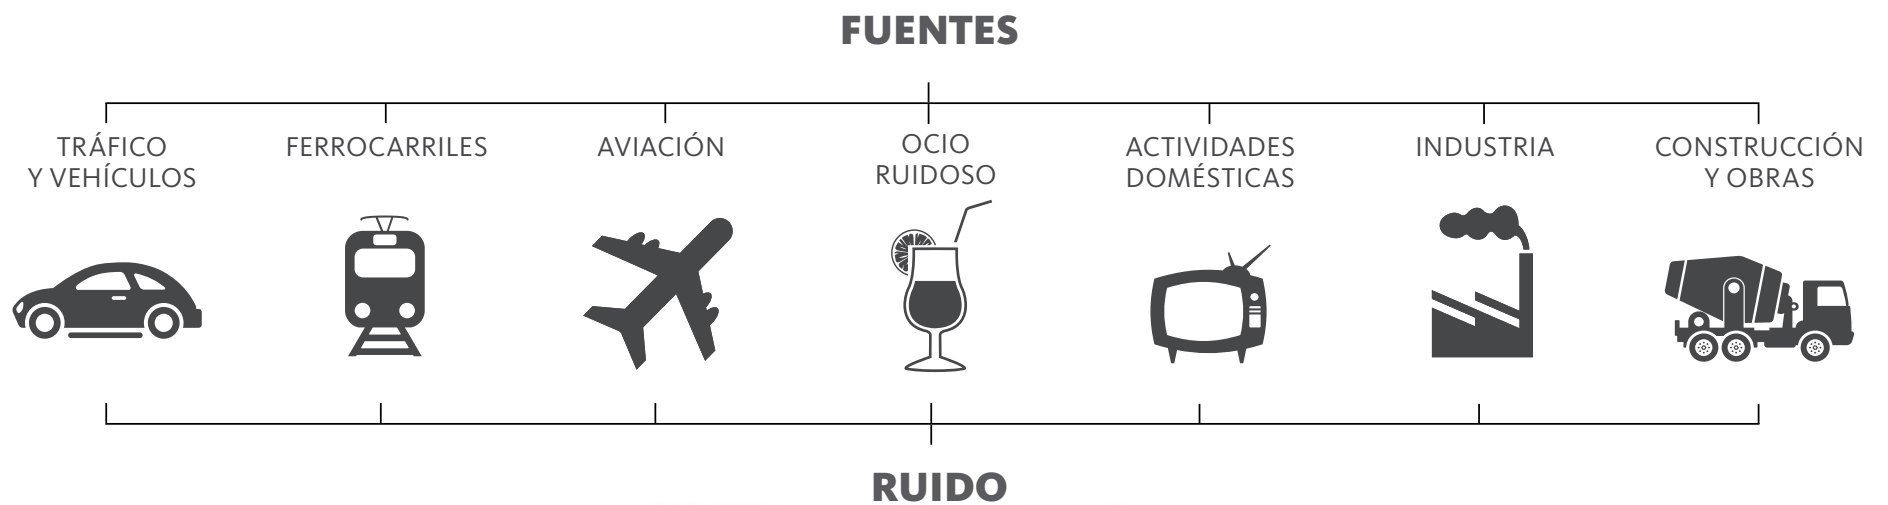 FUENTES
TRÁFICO
Y VEHÍCULOS
FERROCARRILES
AVIACIÓN
OCIO
RUIDOSO
ACTIVIDADES
DOMÉSTICAS
INDUSTRIA
CONSTRUCCIÓN
Y OBRAS
RUIDO